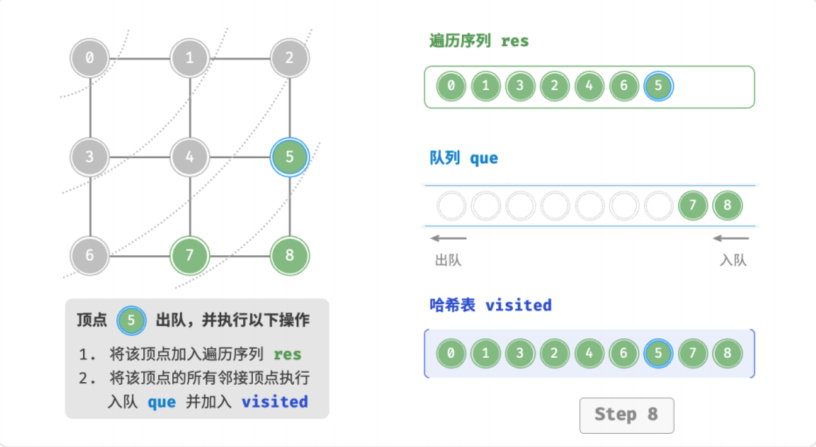 0 1 2
3 4 5
6 7 8
顶点 5 出队，并执行以下操作
1. 将该顶点加入遍历序列 res
2. 将该顶点的所有邻接顶点执行
入队 que 并加入 visited
遍历序列 res
0 1 3 2 4 6 5
队列 que
7 8
出队 入队
哈希表 visited
0 1 3 2 4 6 5 7 8
Step 8